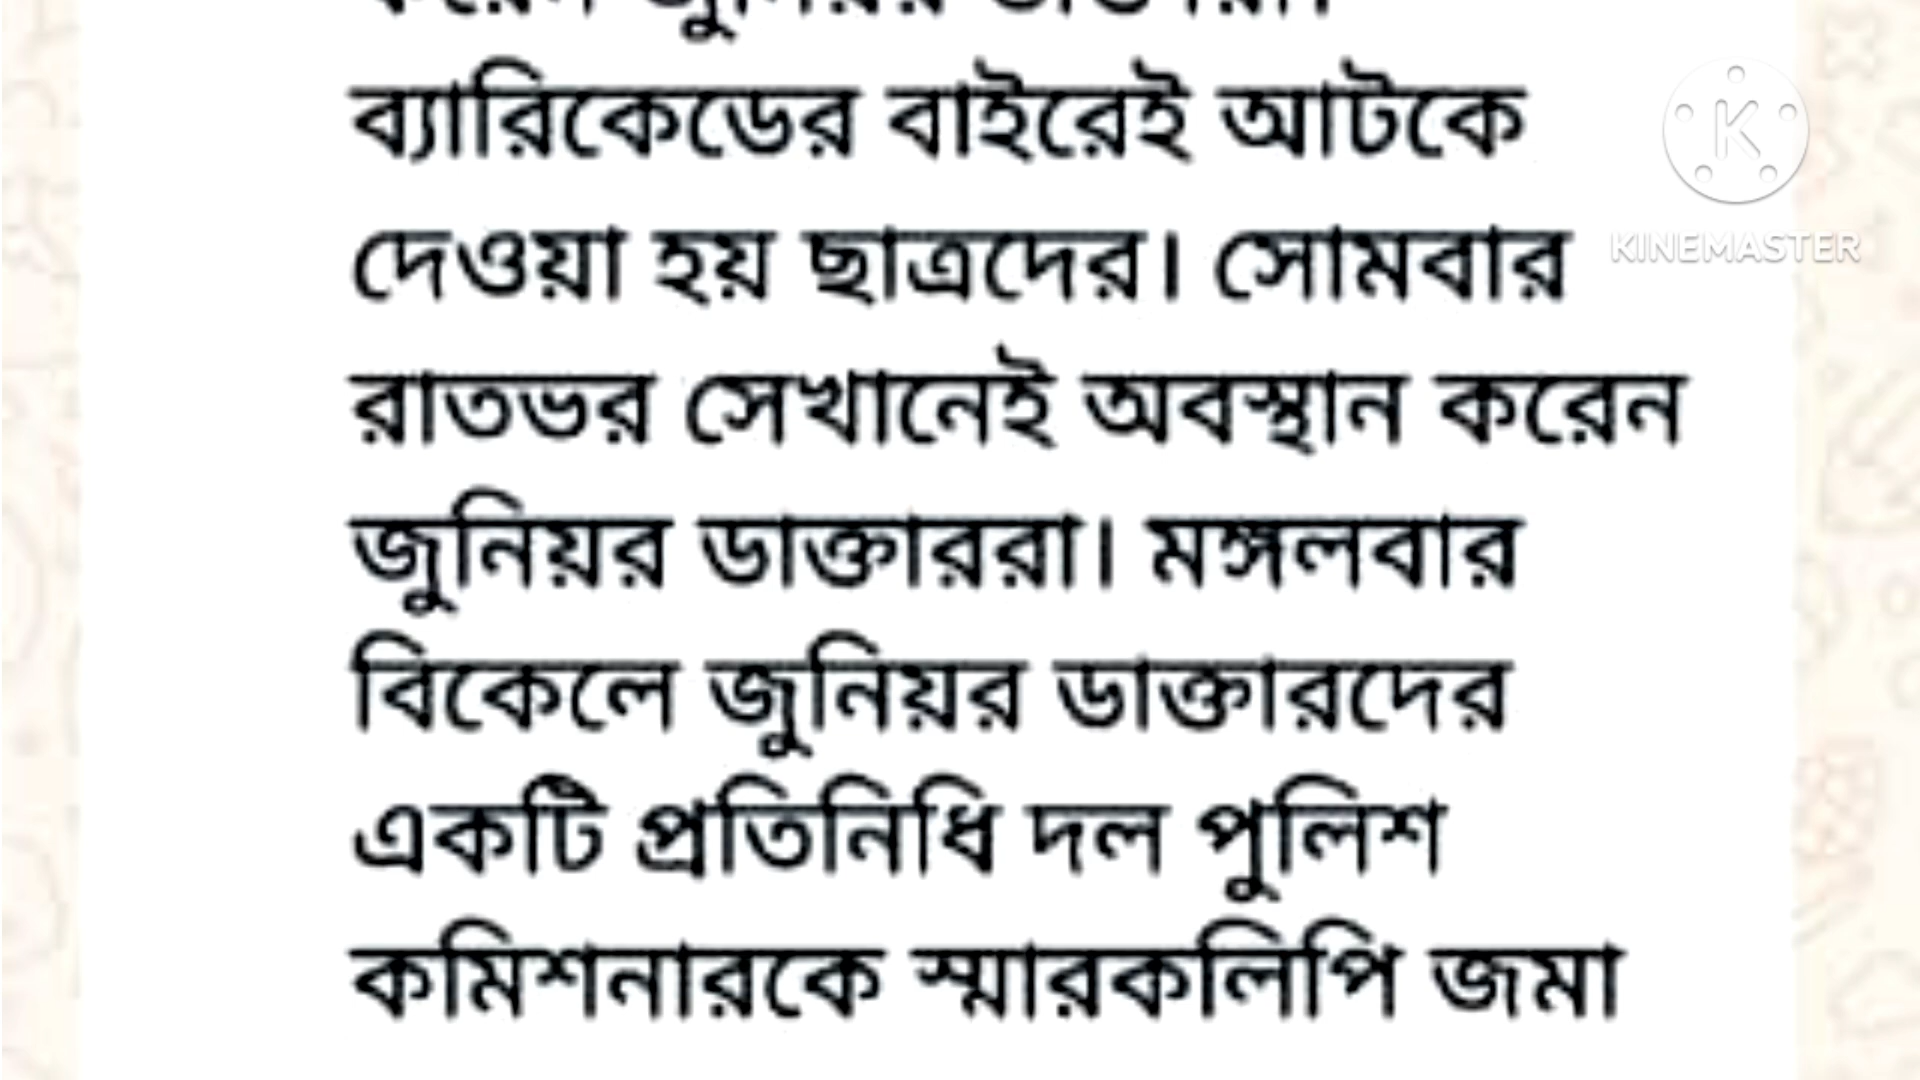 ব্যারিকেডের বাইরেই আটকে
দেওয়া হয় ছাত্রদের। সোমবার
রাতভর সেখানেই অবস্থান করেন
জুনিয়র ডাক্তাররা। মঙ্গলবার
বিকেলে জুনিয়র ডাক্তারদের
একটি প্রতিনিধি দল পুলিশ
কমিশনারকে স্মারকলিপি জমা
KINEMASTER